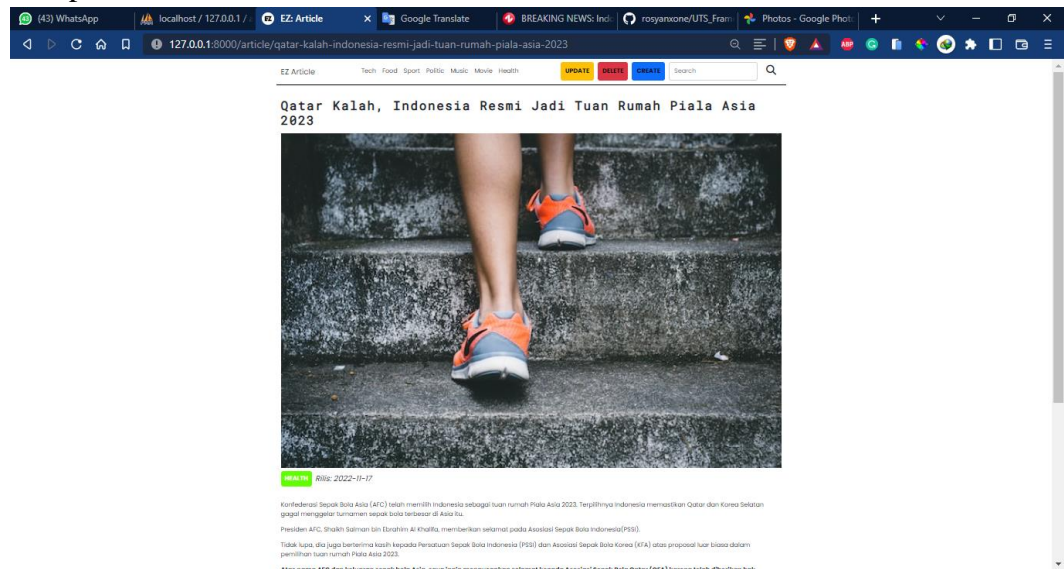 (43) WhatsApp
localhost / 127.0.0.1 /
EZ: Article
Google Translate
BREAKING NEWS: Ind
rosyanxone/UTS_Fram
Photos - Google Phot
127.0.0.1:8000/article/qatar-kalah-indonesia-resmi-jadi-tuan-rumah-piala-asia-2023
EZ Article Tech Food Sport Politic Music Movie Health UPDATE DELETE CREATE Search
Qatar Kalah, Indonesia Resmi Jadi Tuan Rumah Piala Asia
2023
HEALTH Rilis: 2022-11-17
Konfederasi Sepak Bola Asia (AFC) telah memilih Indonesia sebagai tuan rumah Piala Asia 2023. Terpilihnya Indonesia memastikan Qatar dan Korea Selatan
gagal menggelar turnamen sepak bola terbesar di Asia itu.
Presiden AFC, Shaikh Salman bin Ebrahim Al Khalifa, memberikan selamat pada Asosiasi Sepak Bola Indonesia(PSSI).
Tidak lupa, dia juga berterima kasih kepada Persatuan Sepak Bola Indonesia (PSSI) dan Asosiasi Sepak Bola Korea (KFA) atas proposal luar biasa dalam
pemilihan tuan rumah Piala Asia 2023.